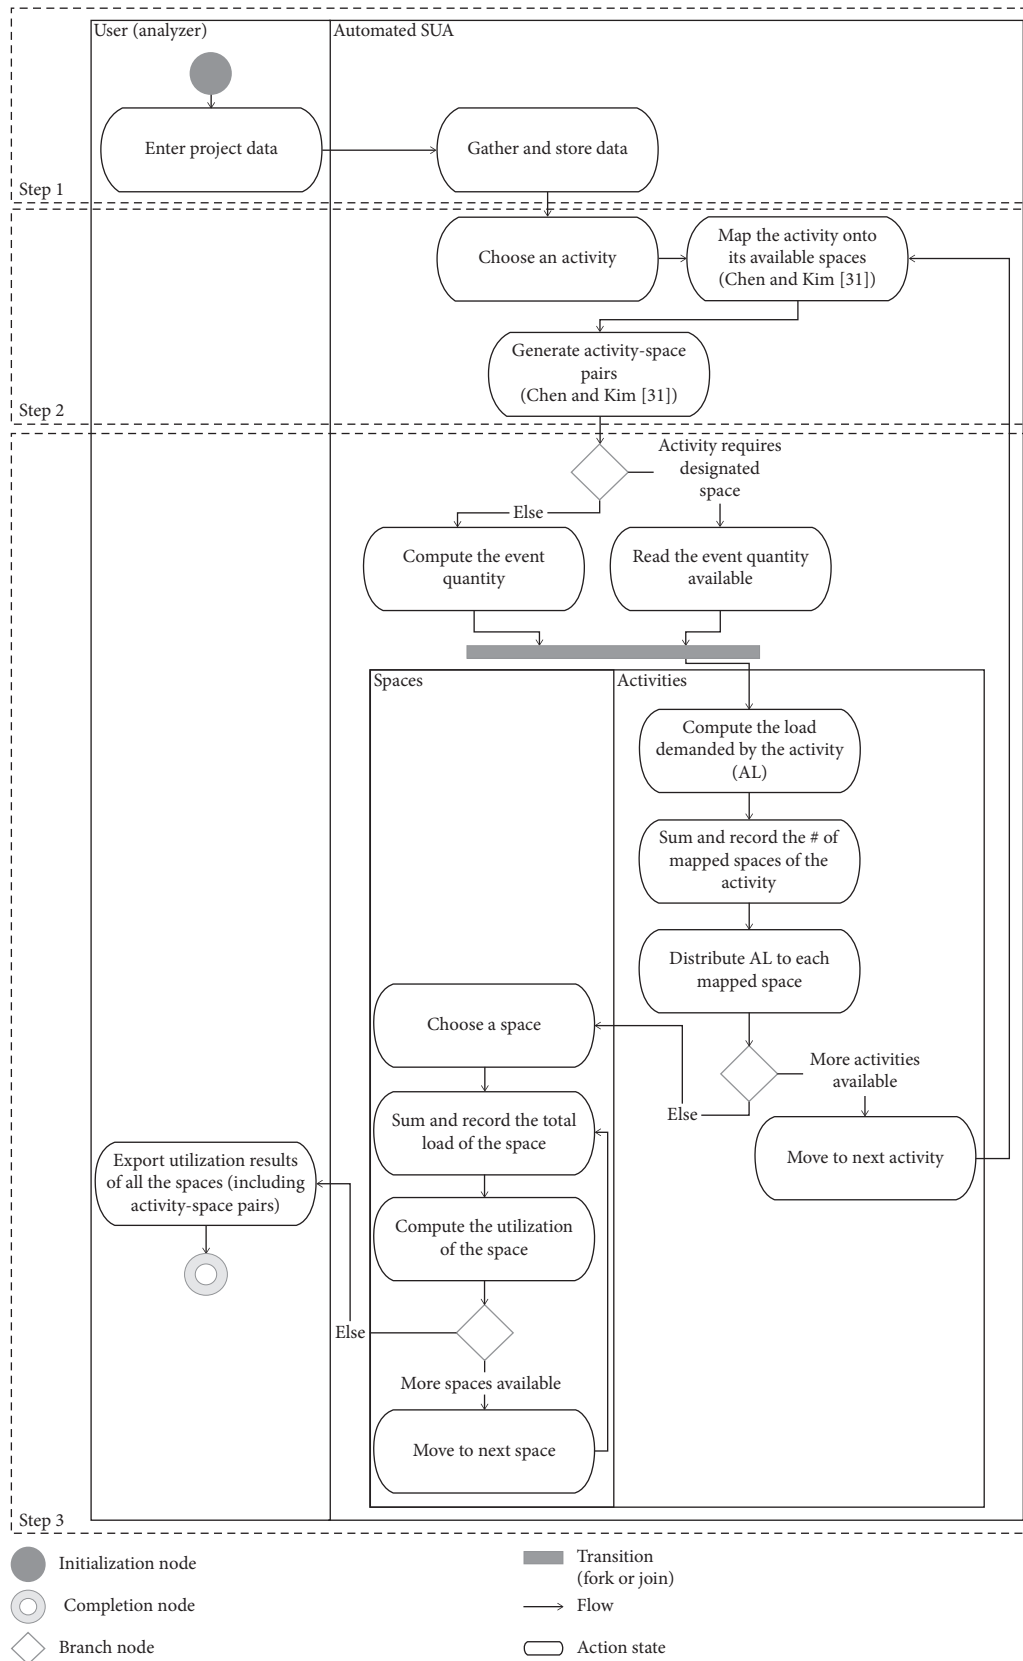 User (analyzer)
Automated SUA
Enter project data
Gather and store data
Step 1
Choose an activity
Map the activity onto
its available spaces
(Chen and Kim [31])
Generate activity-space
pairs
(Chen and Kim [31])
Step 2
Activity requires
designated
space
Else
Compute the event
quantity
Read the event quantity
available
Spaces
Activities
Compute the load
demanded by the activity
(AL)
Sum and record the # of
mapped spaces of the
activity
Distribute AL to each
mapped space
Choose a space
More activities
available
Else
Sum and record the total
load of the space
Move to next activity
Export utilization results
of all the spaces (including
activity-space pairs)
Compute the utilization
of the space
Else
More spaces available
Move to next space
Step 3
Initialization node
Completion node
Branch node
Transition
(fork or join)
Flow
Action state